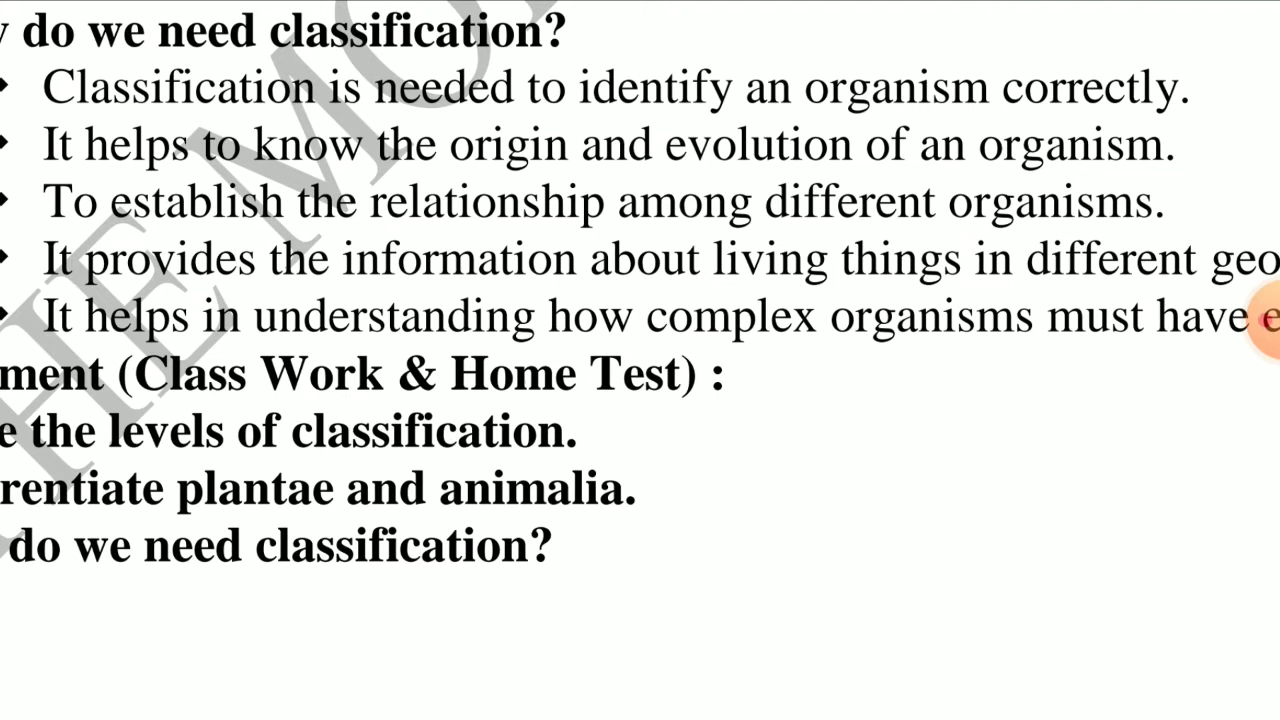 do we need classification?
Classification is needed to identify an organism correctly.
It helps to know the origin and evolution of an organism.
To establish the relationship among different organisms.
It provides the information about living things in different
It helps in understanding how complex organisms must have
(Class Work & Home Test) :
the levels of classification.
plantae and animalia.
do we need classification?